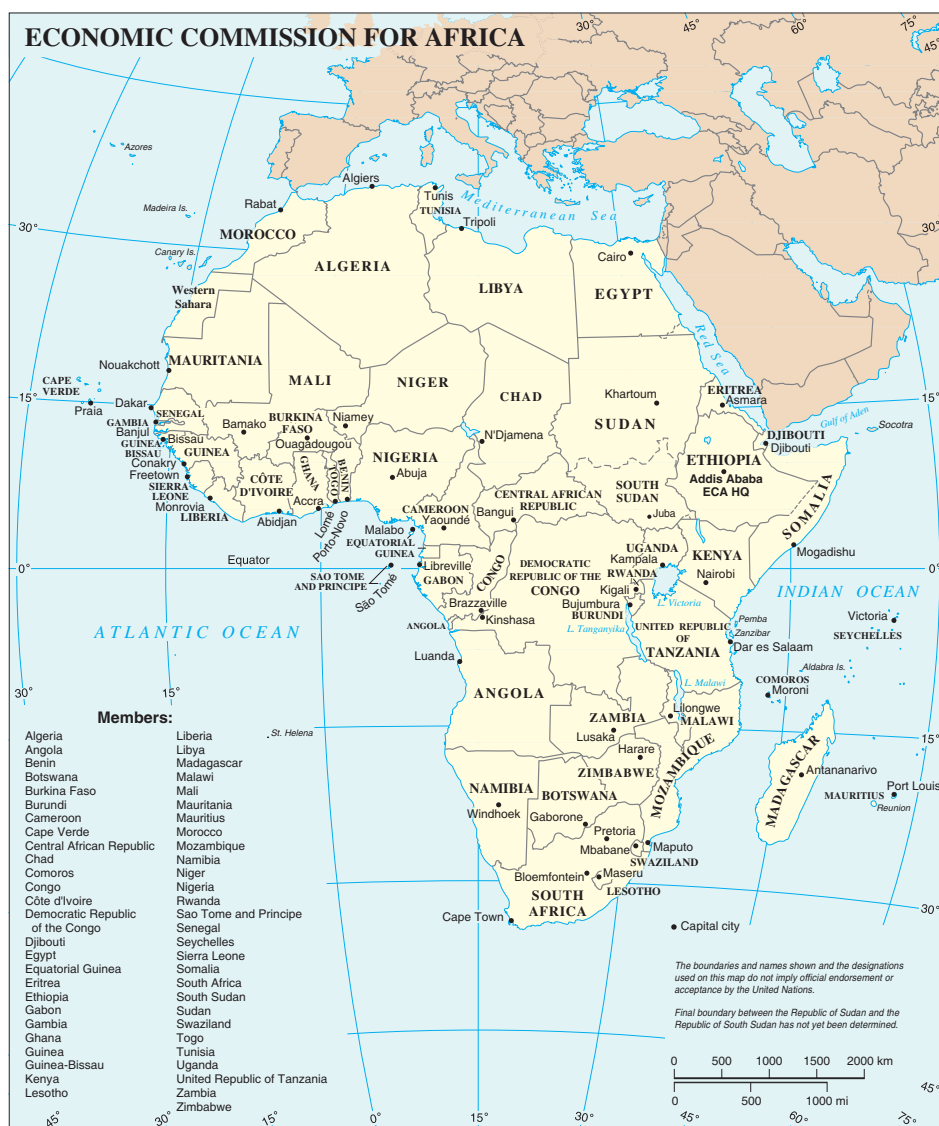 ECONOMIC COMMISSION FOR AFRICA
30°
45°
60°
75°
45°
Azores
Madeira Is.
Canary Is.
30°
30°
Algiers
Tunis
TUNISIA
Mediterranean Sea
Rabat
Tripoli
MOROCCO
Cairo
ALGERIA
LIBYA
EGYPT
Western
Sahara
Red Sea
Nouakchott
MAURITANIA
MALI
NIGER
CHAD
Khartoum
SUDAN
ERITREA
Asmara
CAPE
VERDE
Praia
15°
15°
Dakar
SENEGAL
GAMBIA
Banjul
GUINEA-
BISSAU
Bissau
GUINEA
Bamako
BURKINA
FASO
Ouagadougou
Niamey
N'Djamena
Gulf of Aden
Socotra
DJIBOUTI
Djibouti
Conakry
Freetown
SIERRA
LEONE
Monrovia
LIBERIA
CÔTE
D'IVOIRE
Abidjan
GHANA
Accra
TOGO
Lomé
BENIN
Porto-Novo
NIGERIA
Abuja
ETHIOPIA
Addis Ababa
ECA HQ
SOMALIA
Mogadishu
CAMEROON
Yaoundé
CENTRAL AFRICAN
REPUBLIC
Bangui
SOUTH
SUDAN
Juba
Malabo
EQUATORIAL
GUINEA
Equator
0°
0°
SAO TOME
AND PRINCIPE
São Tomé
Libreville
GABON
CONGO
Brazzaville
Kinshasa
DEMOCRATIC
REPUBLIC OF THE
CONGO
UGANDA
Kampala
RWANDA
Kigali
Bujumbura
BURUNDI
KENYA
Nairobi
L. Victoria
L. Tanganyika
UNITED REPUBLIC
OF
TANZANIA
Pemba
Zanzibar
Dar es Salaam
INDIAN OCEAN
Victoria
SEYCHELLES
Aldabra Is.
ATLANTIC OCEAN
ANGOLA
Luanda
ANGOLA
L. Malawi
COMOROS
Moroni
30°
15°
15°
St. Helena
ZAMBIA
Lusaka
Lilongwe
MALAWI
Harare
ZIMBABWE
MOZAMBIQUE
MADAGASCAR
Antananarivo
MAURITIUS
Port Louis
Reunion
NAMIBIA
Windhoek
BOTSWANA
Gaborone
Pretoria
Mbabane
Maputo
SWAZILAND
Bloemfontein
Maseru
LESOTHO
SOUTH
AFRICA
Cape Town
30°
Members:
Algeria
Angola
Benin
Botswana
Burkina Faso
Burundi
Cameroon
Cape Verde
Central African Republic
Chad
Comoros
Congo
Côte d'Ivoire
Democratic Republic
of the Congo
Djibouti
Egypt
Equatorial Guinea
Eritrea
Ethiopia
Gabon
Gambia
Ghana
Guinea
Guinea-Bissau
Kenya
Lesotho
Liberia
Libya
Madagascar
Malawi
Mali
Mauritania
Mauritius
Morocco
Mozambique
Namibia
Niger
Nigeria
Rwanda
Sao Tome and Principe
Senegal
Seychelles
Sierra Leone
Somalia
South Africa
South Sudan
Sudan
Swaziland
Togo
Tunisia
Uganda
United Republic of Tanzania
Zambia
Zimbabwe
Capital city
The boundaries and names shown and the designations
used on this map do not imply official endorsement or
acceptance by the United Nations.
Final boundary between the Republic of Sudan and the
Republic of South Sudan has not yet been determined.
0 500 1000 1500 2000 km
0 500 1000 mi
45°
45°
30°
15°
0°
15°
30°
45°
60°
75°